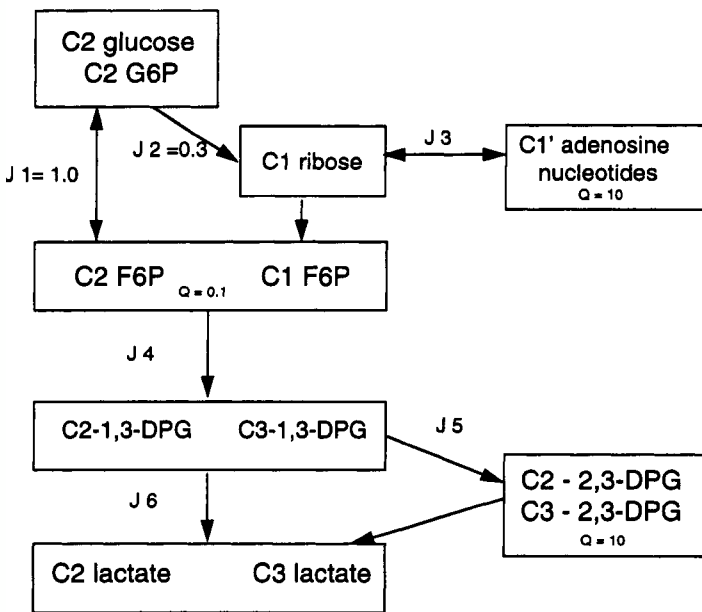 C2 glucose
C2 G6P
J 1= 1.0
J 2 =0.3
C1 ribose
J 3
C1' adenosine
nucleotides
Q = 10
C2 F6P
Q = 0.1
C1 F6P
J 4
C2-1,3-DPG
C3-1,3-DPG
J 5
C2 - 2,3-DPG
C3 - 2,3-DPG
Q = 10
J 6
C2 lactate
C3 lactate